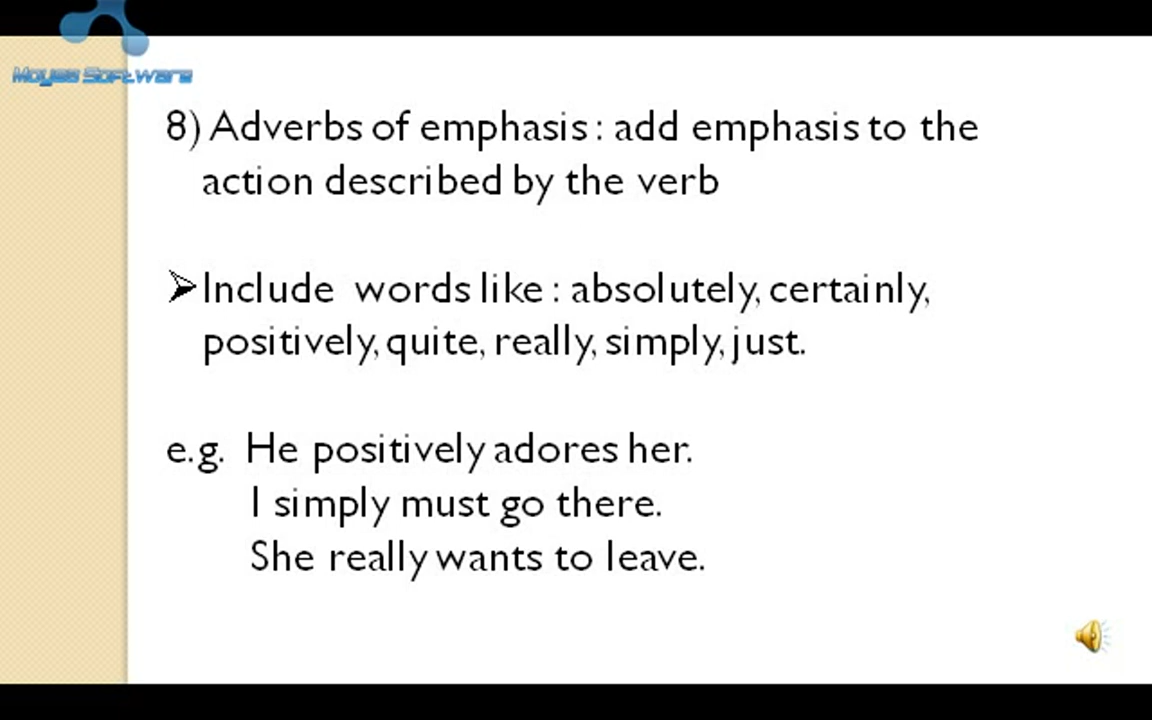 Moyea Software
8) Adverbs of emphasis : add emphasis to the
action described by the verb
Include words like : absolutely, certainly,
positively, quite, really, simply, just.
e.g. He positively adores her.
I simply must go there.
She really wants to leave.